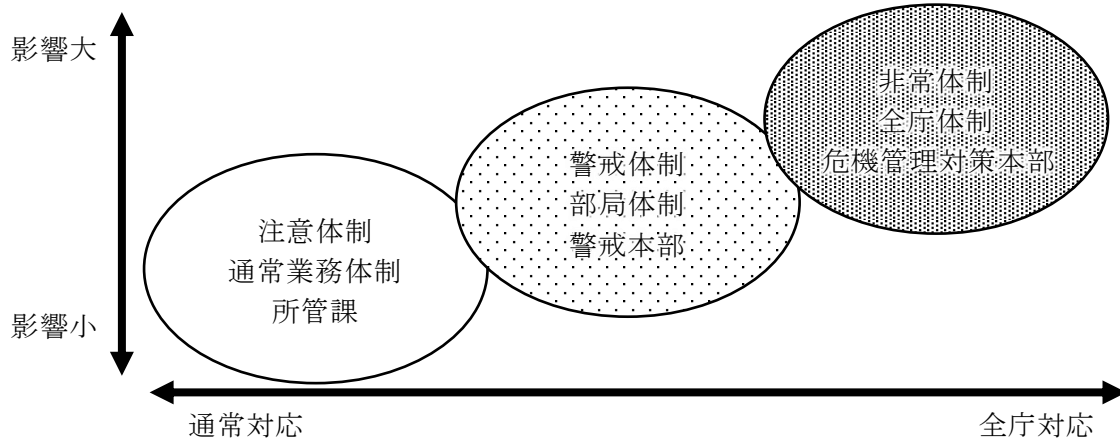 影響大
非常体制
全庁体制
危機管理対策本部
警戒体制
部局体制
警戒本部
注意体制
通常業務体制
所管課
影響小
通常対応
全庁対応